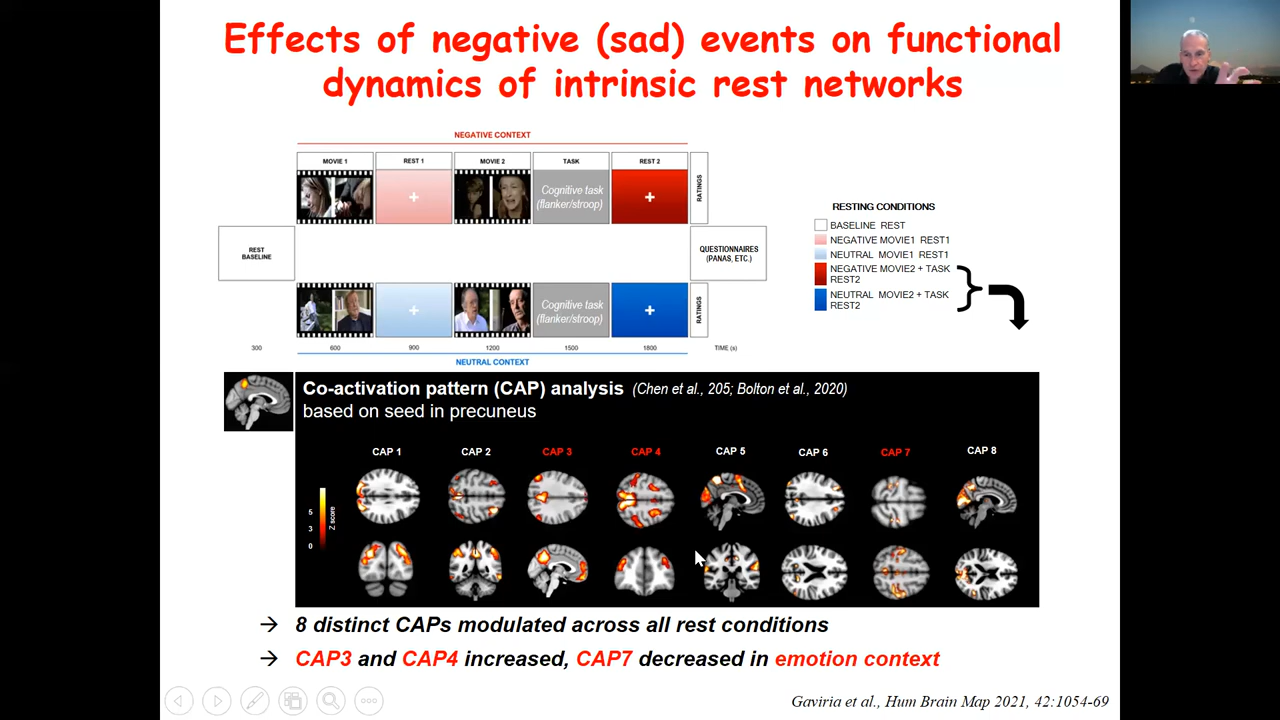 Effects of negative (sad) events on functional
dynamics of intrinsic rest networks
NEGATIVE CONTEXT
MOVIE 1
REST 1
MOVIE 2
TASK
REST 2
+
Cognitive task
(flanker/stroop)
+
RATINGS
REST
BASELINE
QUESTIONNAIRES
(PANAS, ETC.)
+
Cognitive task
(flanker/stroop)
+
RATINGS
300
600
900
1200
1500
1800
TIME (s)
NEUTRAL CONTEXT
RESTING CONDITIONS
BASELINE REST
NEGATIVE MOVIE1 REST1
NEUTRAL MOVIE1 REST1
NEGATIVE MOVIE2 + TASK
REST2
NEUTRAL MOVIE2 + TASK
REST2
Co-activation pattern (CAP) analysis (Chen et al., 205; Bolton et al., 2020)
based on seed in precuneus
CAP 1
CAP 2
CAP 3
CAP 4
CAP 5
CAP 6
CAP 7
CAP 8
5
3
0
Z score
→ 8 distinct CAPs modulated across all rest conditions
→ CAP3 and CAP4 increased, CAP7 decreased in emotion context
Gaviria et al., Hum Brain Map 2021, 42:1054-69